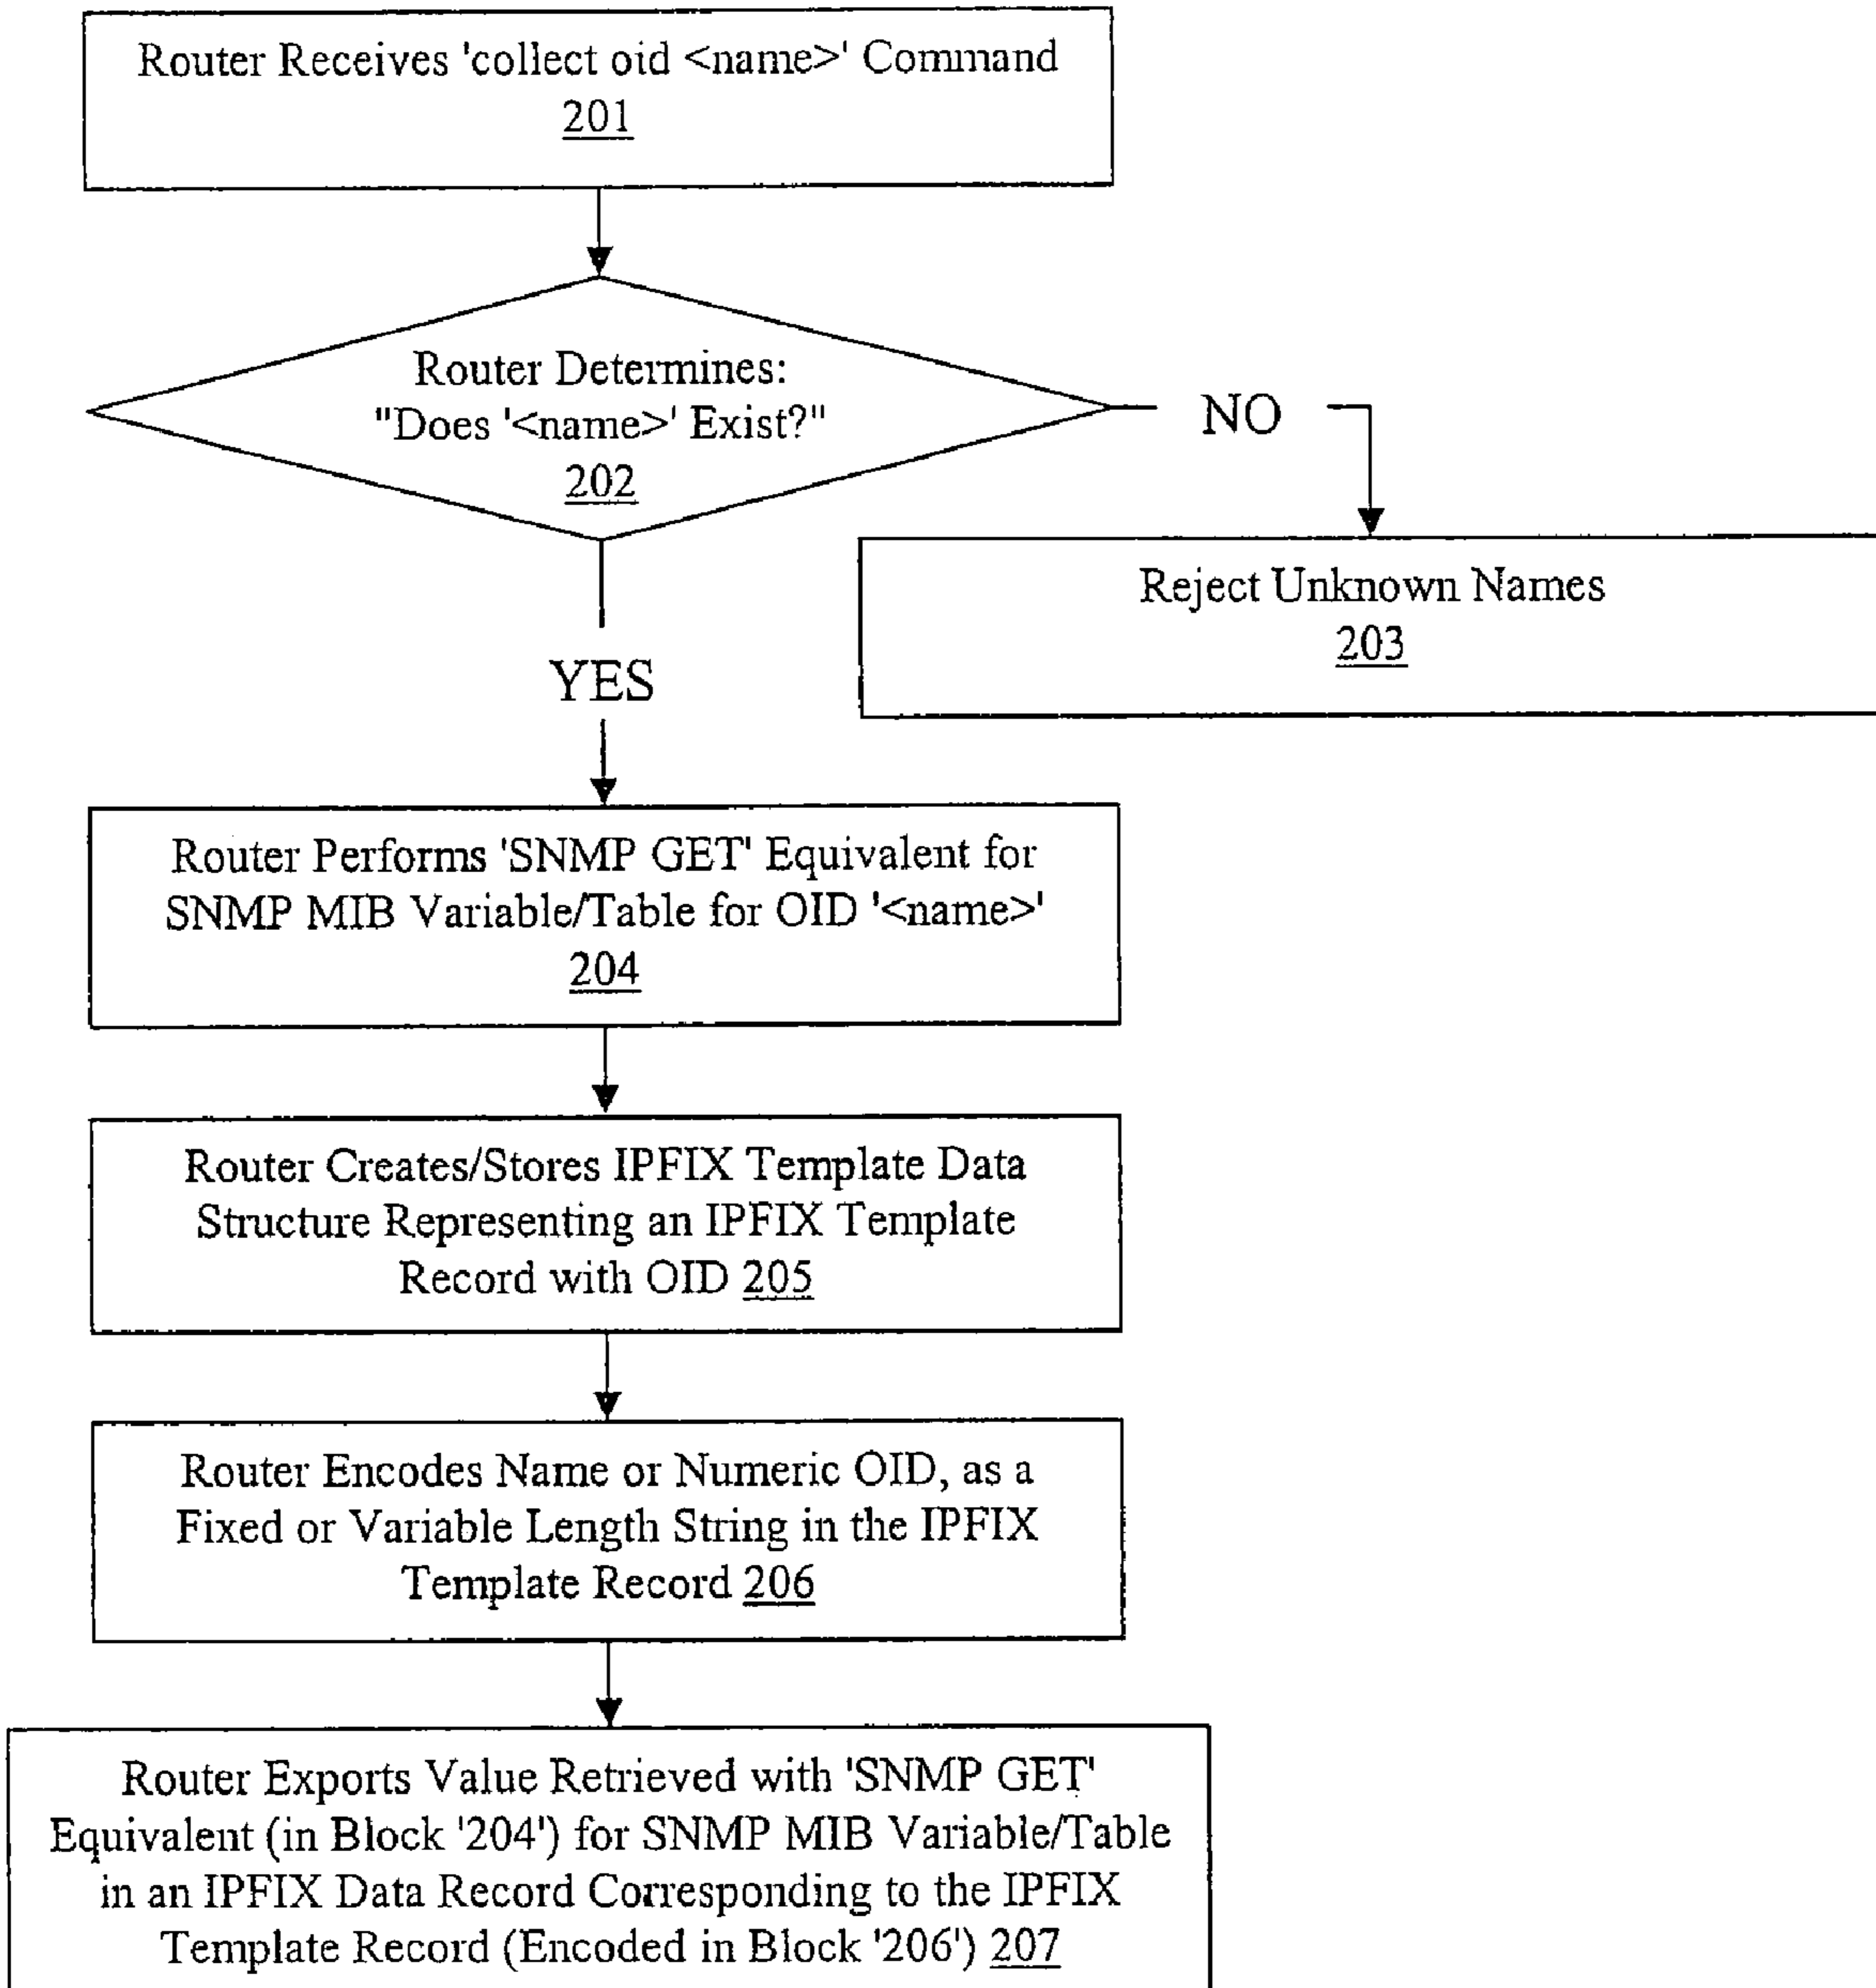 Router Receives 'collect oid <name>' Command
201
Router Determines:
"Does '<name>' Exist?"
202
NO
Reject Unknown Names
203
YES
Router Performs 'SNMP GET' Equivalent for
SNMP MIB Variable/Table for OID '<name>'
204
Router Creates/Stores IPFIX Template Data
Structure Representing an IPFIX Template
Record with OID 205
Router Encodes Name or Numeric OID, as a
Fixed or Variable Length String in the IPFIX
Template Record 206
Router Exports Value Retrieved with 'SNMP GET'
Equivalent (in Block '204') for SNMP MIB Variable/Table
in an IPFIX Data Record Corresponding to the IPFIX
Template Record (Encoded in Block '206') 207